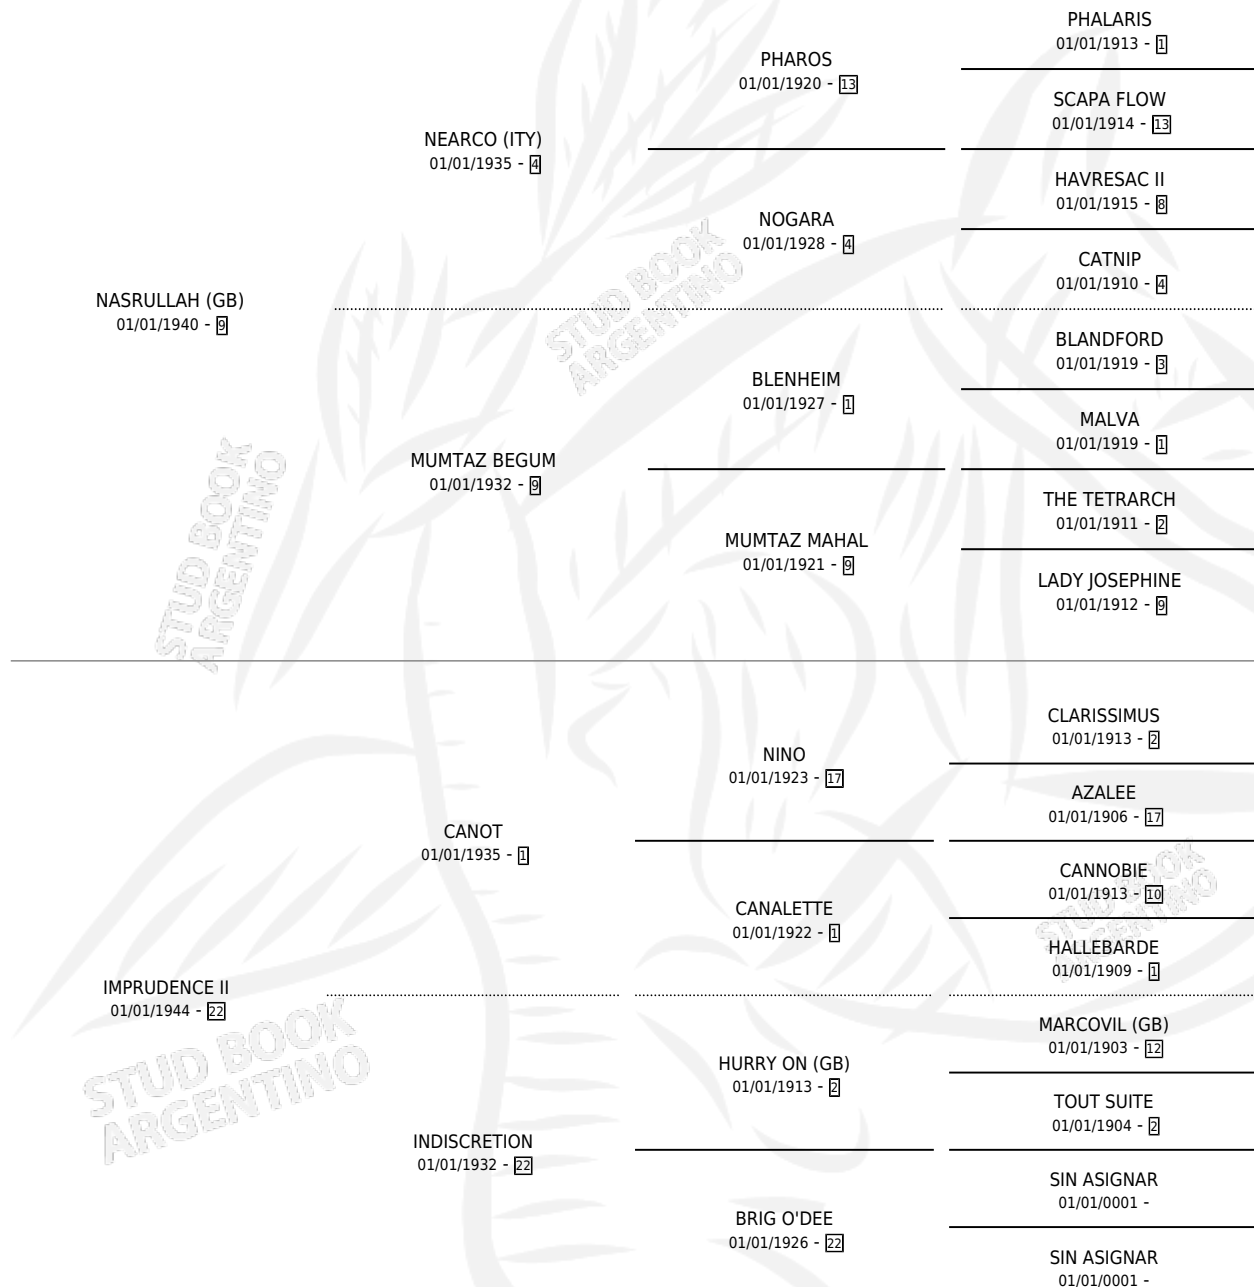 PHALARIS
01/01/1913 - 1
PHAROS
01/01/1920 - 13
SCAPA FLOW
01/01/1914 - 13
NEARCO (ITY)
01/01/1935 - 4
HAVRESAC II
01/01/1915 - 8
NOGARA
01/01/1928 - 4
CATNIP
01/01/1910 - 4
NASRULLAH (GB)
01/01/1940 - 9
STUD BOOK
ARGENTINO
BLANDFORD
01/01/1919 - 3
BLENHEIM
01/01/1927 - 1
MALVA
01/01/1919 - 1
MUMTAZ BEGUM
01/01/1932 - 9
THE TETRARCH
01/01/1911 - 2
MUMTAZ MAHAL
01/01/1921 - 9
LADY JOSEPHINE
01/01/1912 - 9
STUD BOOK
ARGENTINO
CLARISSIMUS
01/01/1913 - 2
NINO
01/01/1923 - 17
AZALEE
01/01/1906 - 17
CANOT
01/01/1935 - 1
CANNOBIE
01/01/1913 - 10
CANALETTE
01/01/1922 - 1
STUD BOOK
ARGENTINO
HALLEBARDE
01/01/1909 - 1
IMPRUDENCE II
01/01/1944 - 22
STUD BOOK
ARGENTINO
MARCOVIL (GB)
01/01/1903 - 12
HURRY ON (GB)
01/01/1913 - 2
TOUT SUITE
01/01/1904 - 2
INDISCRETION
01/01/1932 - 22
SIN ASIGNAR
01/01/0001 -
BRIG O'DEE
01/01/1926 - 22
SIN ASIGNAR
01/01/0001 -